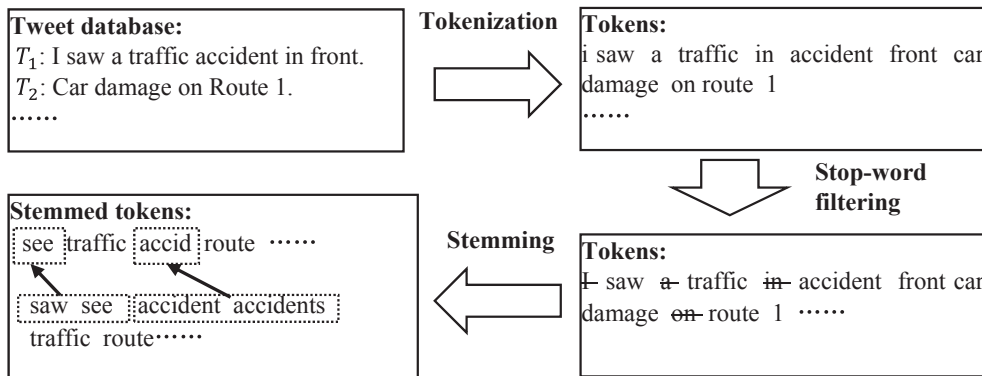 Tweet database:
T₁: I saw a traffic accident in front.
T₂: Car damage on Route 1.
……
Tokenization
Tokens:
i saw a traffic in accident front car
damage on route 1
……
Stop-word
filtering
Tokens:
I saw a traffic in accident front car
damage on route 1 ……
Stemming
Stemmed tokens:
see traffic accid route ……
saw see accident accidents
traffic route……